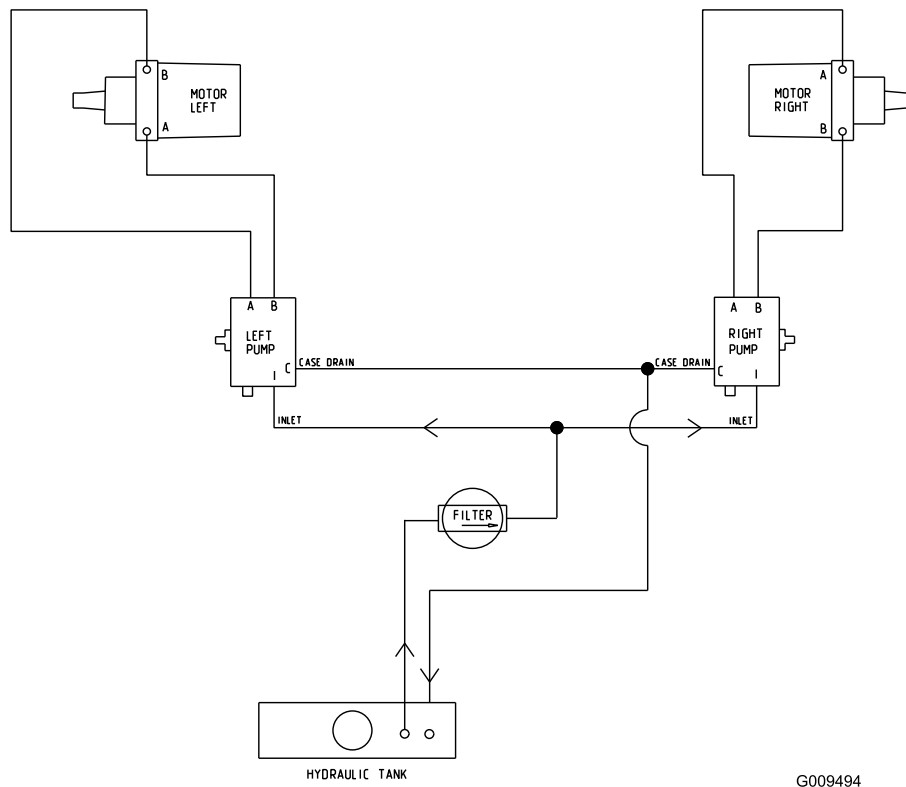 B
MOTOR
LEFT
A
A
MOTOR
RIGHT
B
A B
LEFT
PUMP
C
I
CASE DRAIN
INLET
A B
RIGHT
PUMP
C
I
CASE DRAIN
INLET
FILTER
HYDRAULIC TANK
G009494